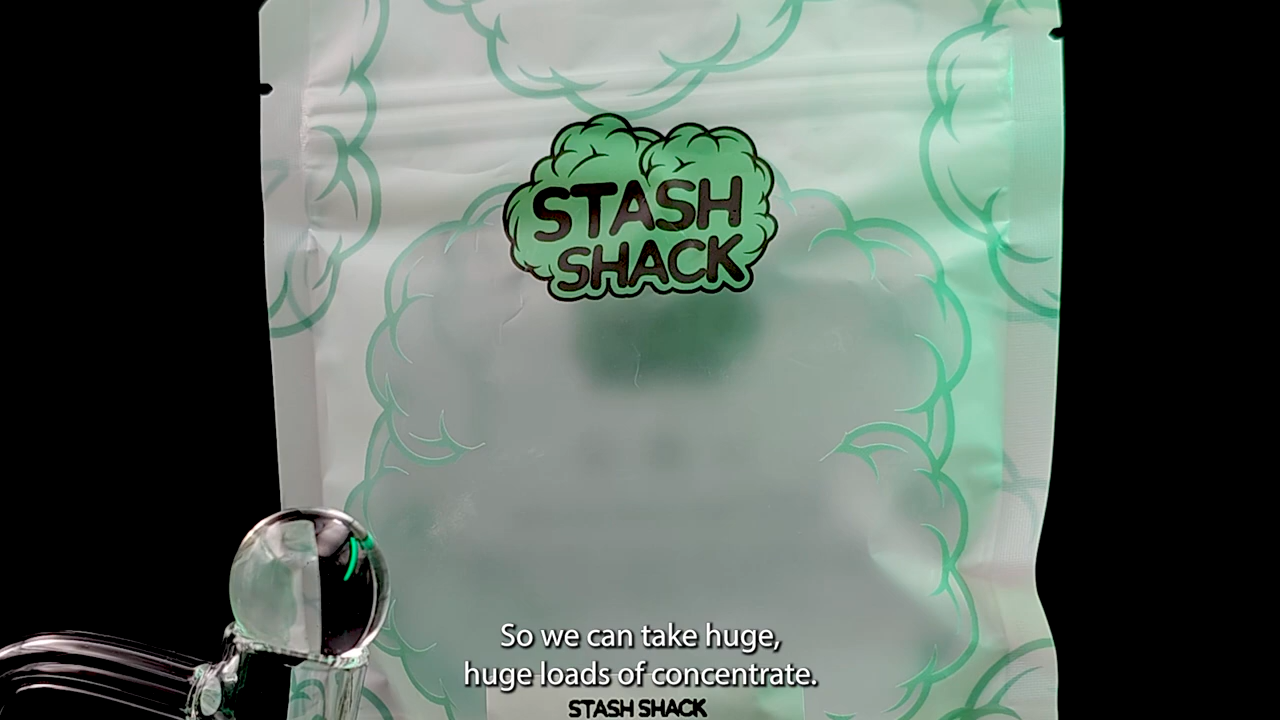 STASH
SHACK
So we can take huge,
huge loads of concentrate.
STASH SHACK